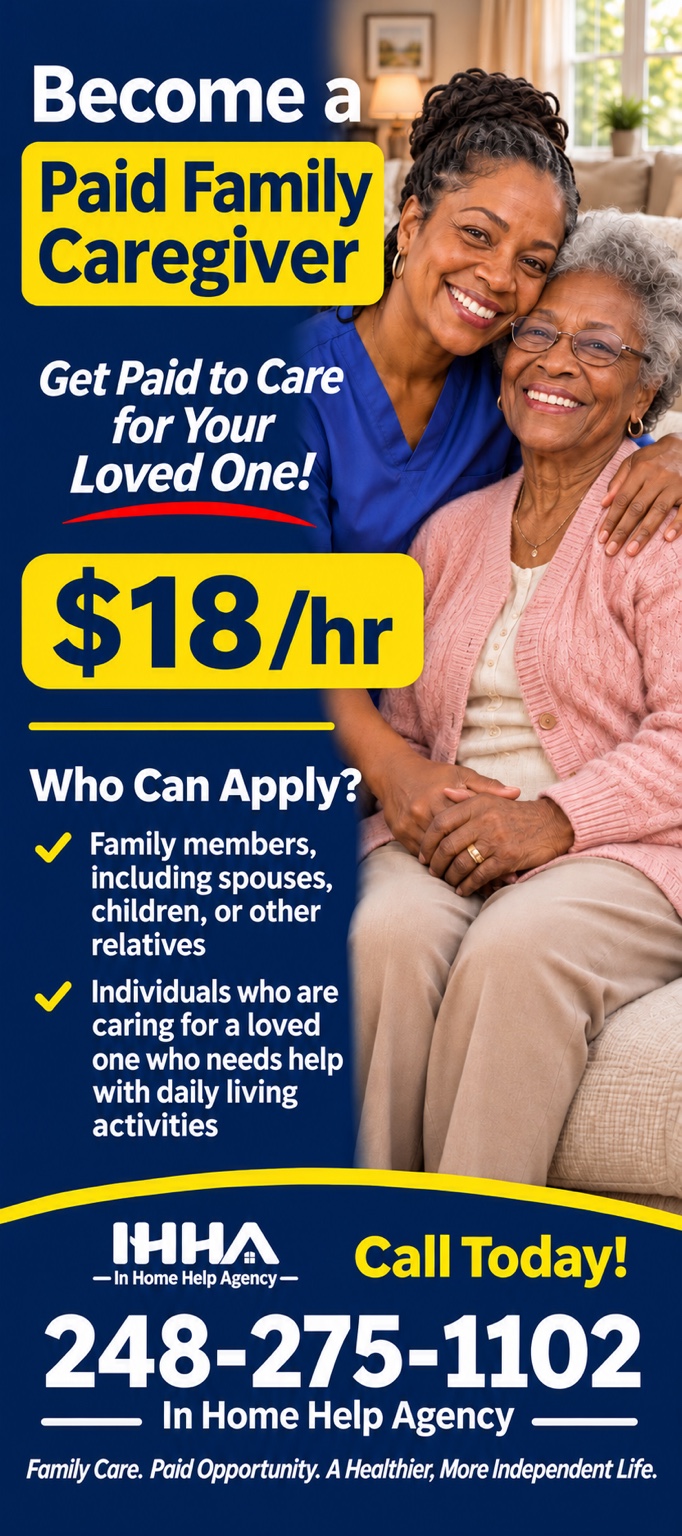 Become a
Paid Family
Caregiver
Get Paid to Care
for Your
Loved One!
$18/hr
Who Can Apply?
Family members,
including spouses,
children, or other
relatives
Individuals who are
caring for a loved
one who needs help
with daily living
activities
IHHA
In Home Help Agency
Call Today!
248-275-1102
In Home Help Agency
Family Care. Paid Opportunity. A Healthier, More Independent Life.